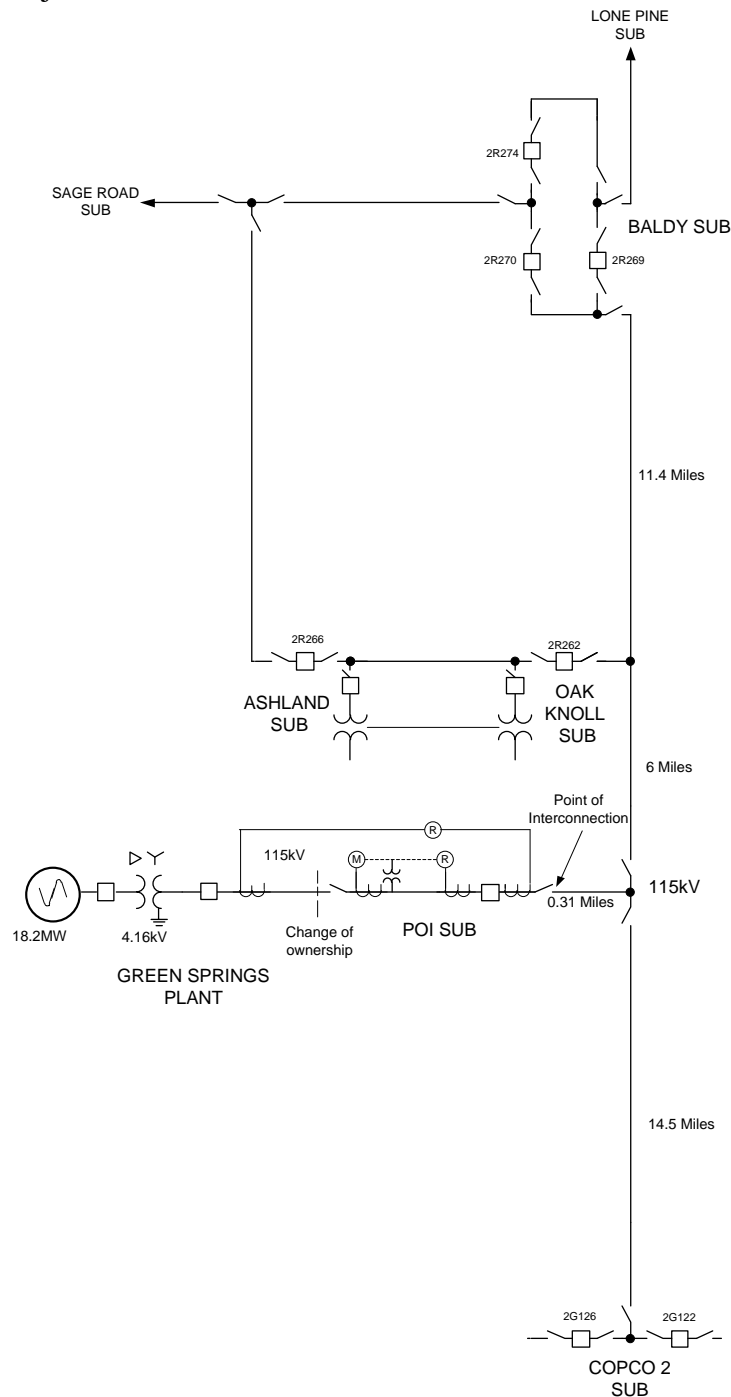 LONE PINE
SUB
2R274
SAGE ROAD
SUB
BALDY SUB
2R270
2R269
11.4 Miles
2R266
2R262
ASHLAND
SUB
OAK
KNOLL
SUB
6 Miles
Point of
Interconnection
R
115kV
M
R
115kV
0.31 Miles
18.2MW
4.16kV
Change of
ownership
POI SUB
GREEN SPRINGS
PLANT
14.5 Miles
2G126
2G122
COPCO 2
SUB